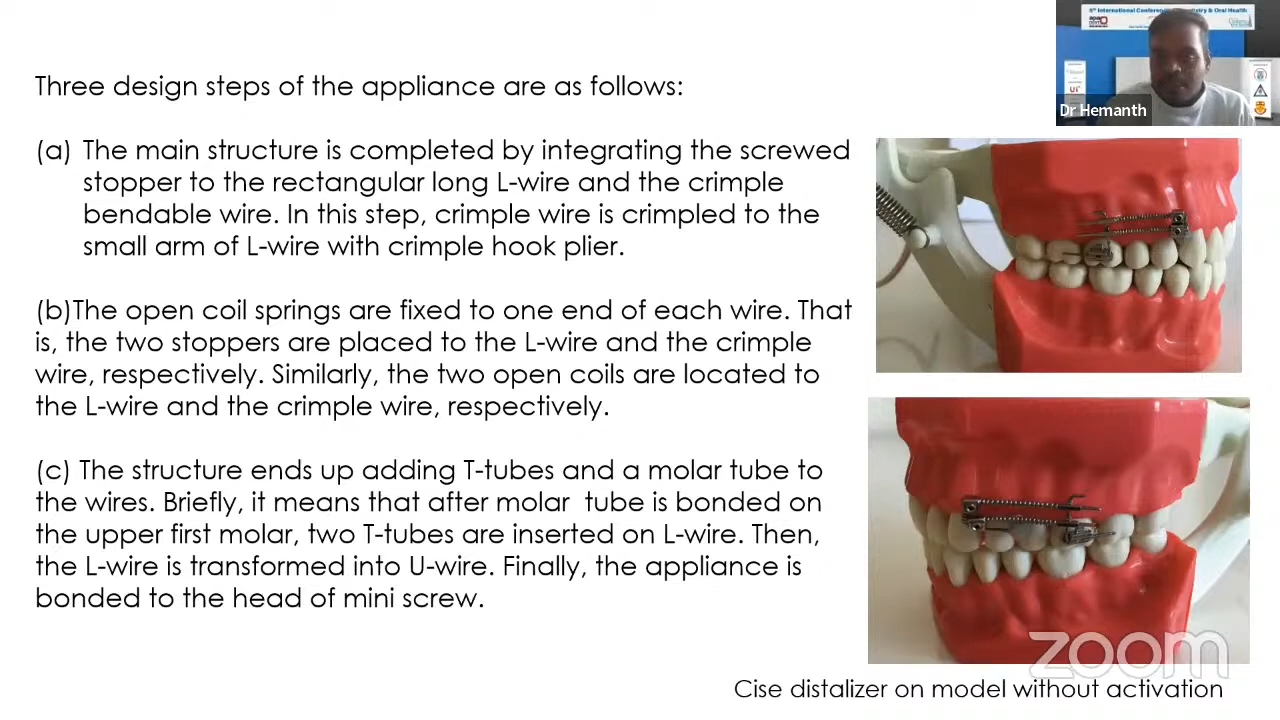 5th International Conference Dentistry & Oral Health
Dr Hemanth
Three design steps of the appliance are as follows:
(a) The main structure is completed by integrating the screwed
stopper to the rectangular long L-wire and the crimple
bendable wire. In this step, crimple wire is crimpled to the
small arm of L-wire with crimple hook plier.
(b)The open coil springs are fixed to one end of each wire. That
is, the two stoppers are placed to the L-wire and the crimple
wire, respectively. Similarly, the two open coils are located to
the L-wire and the crimple wire, respectively.
(c) The structure ends up adding T-tubes and a molar tube to
the wires. Briefly, it means that after molar tube is bonded on
the upper first molar, two T-tubes are inserted on L-wire. Then,
the L-wire is transformed into U-wire. Finally, the appliance is
bonded to the head of mini screw.
zoom
Cise distalizer on model without activation